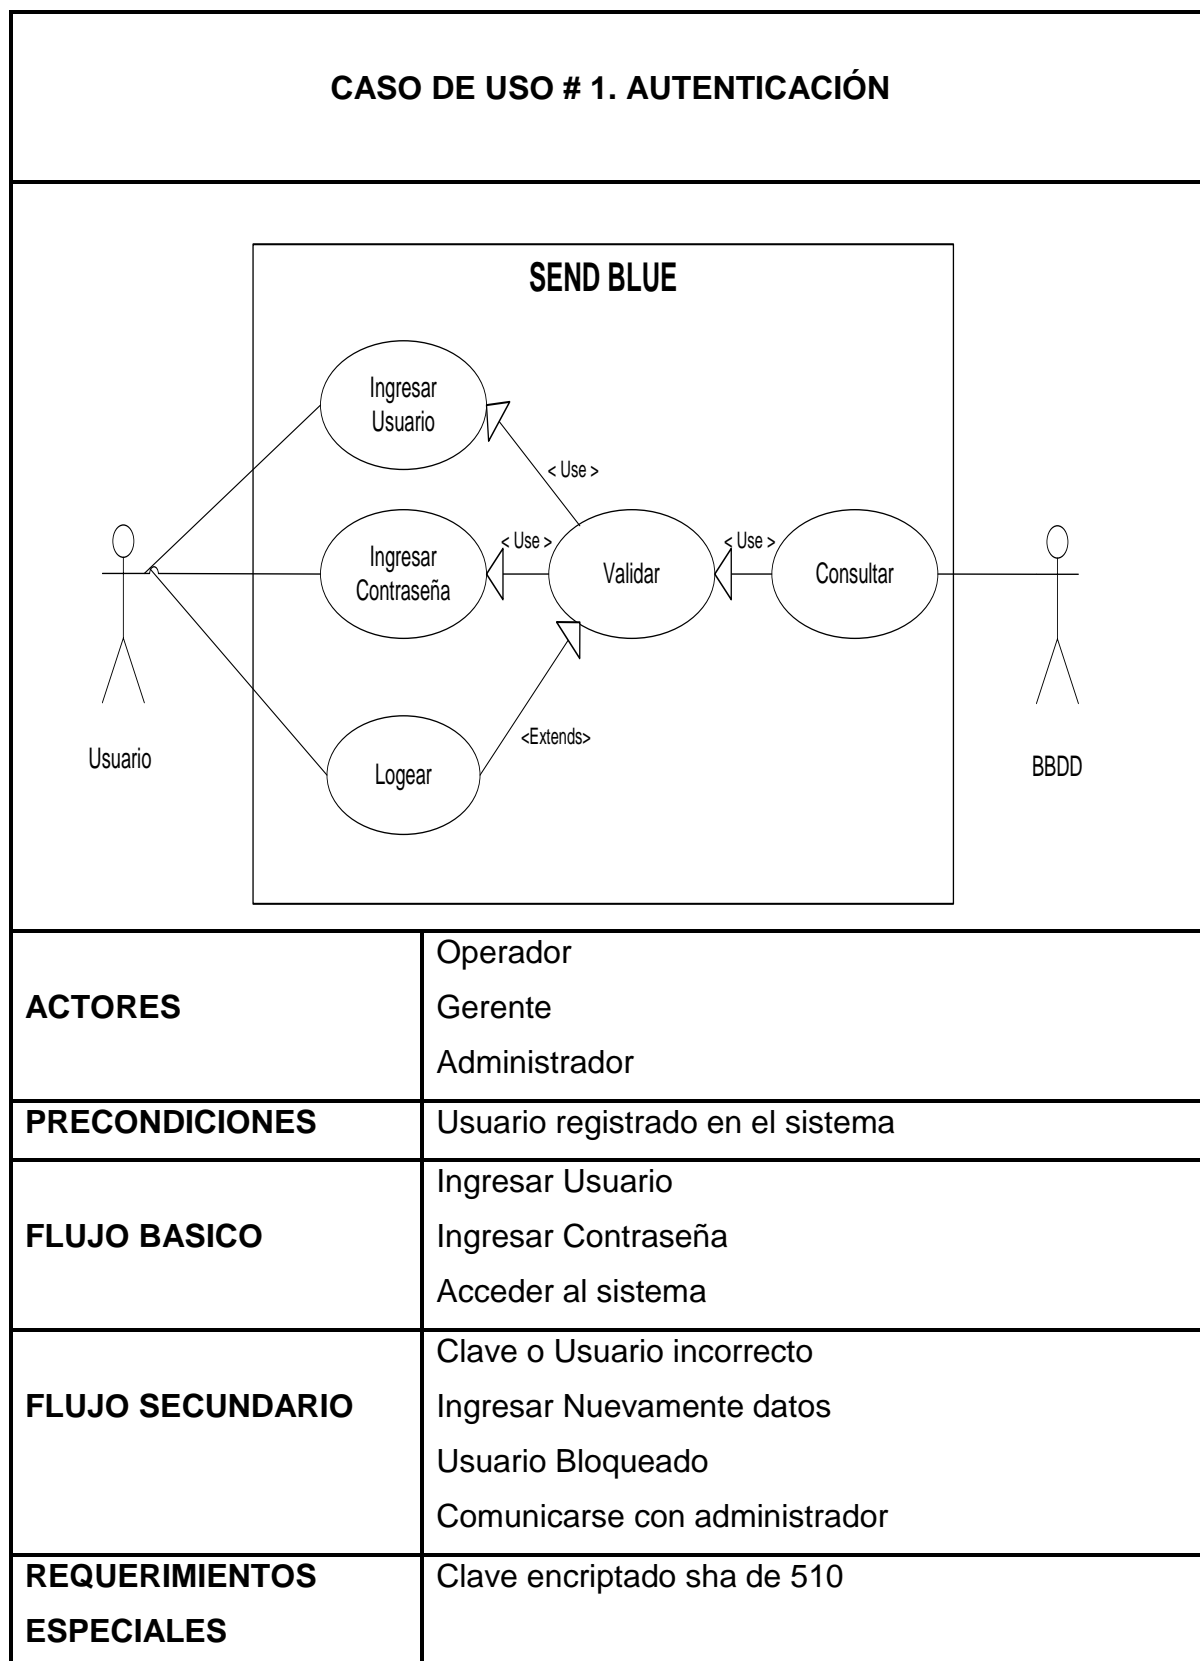 CASO DE USO # 1. AUTENTICACIÓN
SEND BLUE
Ingresar
Usuario
< Use >
Ingresar
Contraseña
< Use >
Validar
< Use >
Consultar
Usuario
Logear
<Extends>
BBDD
ACTORES
Operador
Gerente
Administrador
PRECONDICIONES
Usuario registrado en el sistema
FLUJO BASICO
Ingresar Usuario
Ingresar Contraseña
Acceder al sistema
FLUJO SECUNDARIO
Clave o Usuario incorrecto
Ingresar Nuevamente datos
Usuario Bloqueado
Comunicarse con administrador
REQUERIMIENTOS
ESPECIALES
Clave encriptado sha de 510